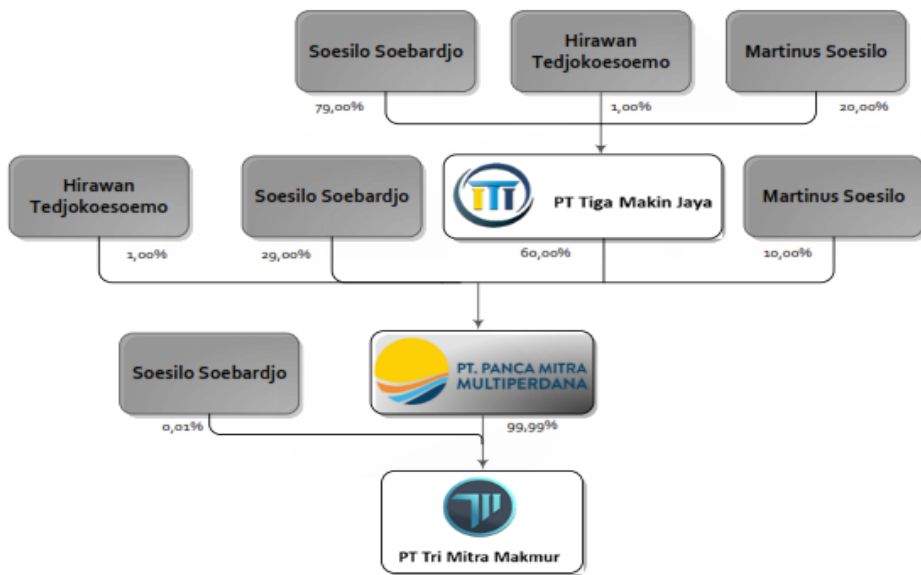 Soesilo Soebardjo
Hirawan
Tedjokoesoemo
Martinus Soesilo
79,00%
1,00%
20,00%
Hirawan
Tedjokoesoemo
Soesilo Soebardjo
PT Tiga Makin Jaya
Martinus Soesilo
1,00%
29,00%
60,00%
10,00%
Soesilo Soebardjo
PT. PANCA MITRA
MULTIPERDANA
0,01%
99,99%
PT Tri Mitra Makmur